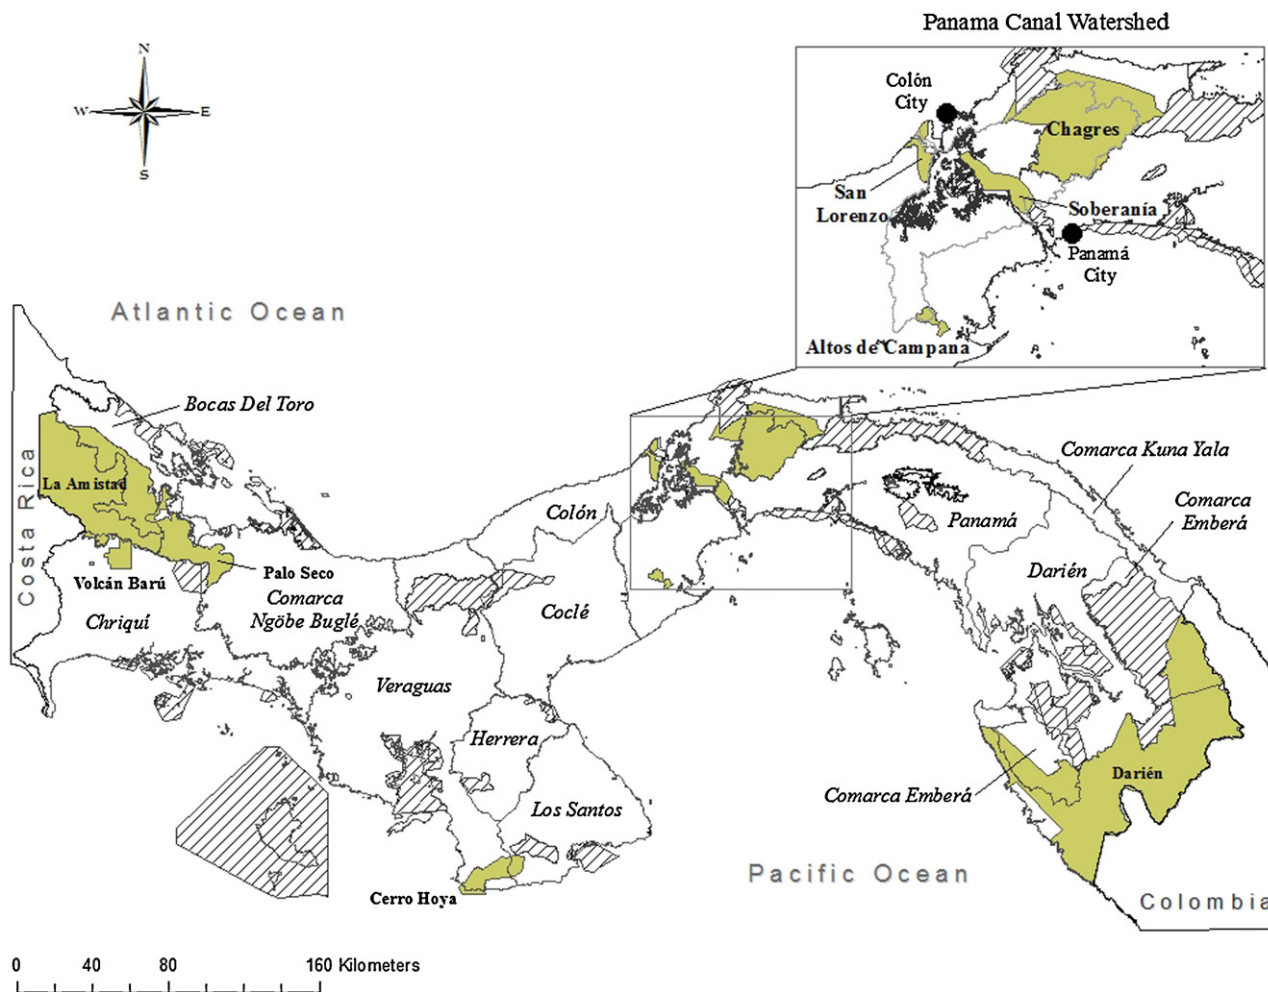 Panama Canal Watershed
N
W
E
S
Colón
City
Chagres
San
Lorenzo
Soberanía
Panamá
City
Altos de Campana
Atlantic Ocean
Bocas Del Toro
Costa Rica
La Amistad
Volcán Barú
Palo Seco
Comarca
Ngöbe Buglé
Chriquí
Colón
Coclé
Veraguas
Herrera
Los Santos
Cerro Hoya
Comarca Kuna Yala
Comarca
Emberá
Panamá
Darién
Comarca Emberá
Darién
Pacific Ocean
Colombia
0 40 80 160 Kilometers